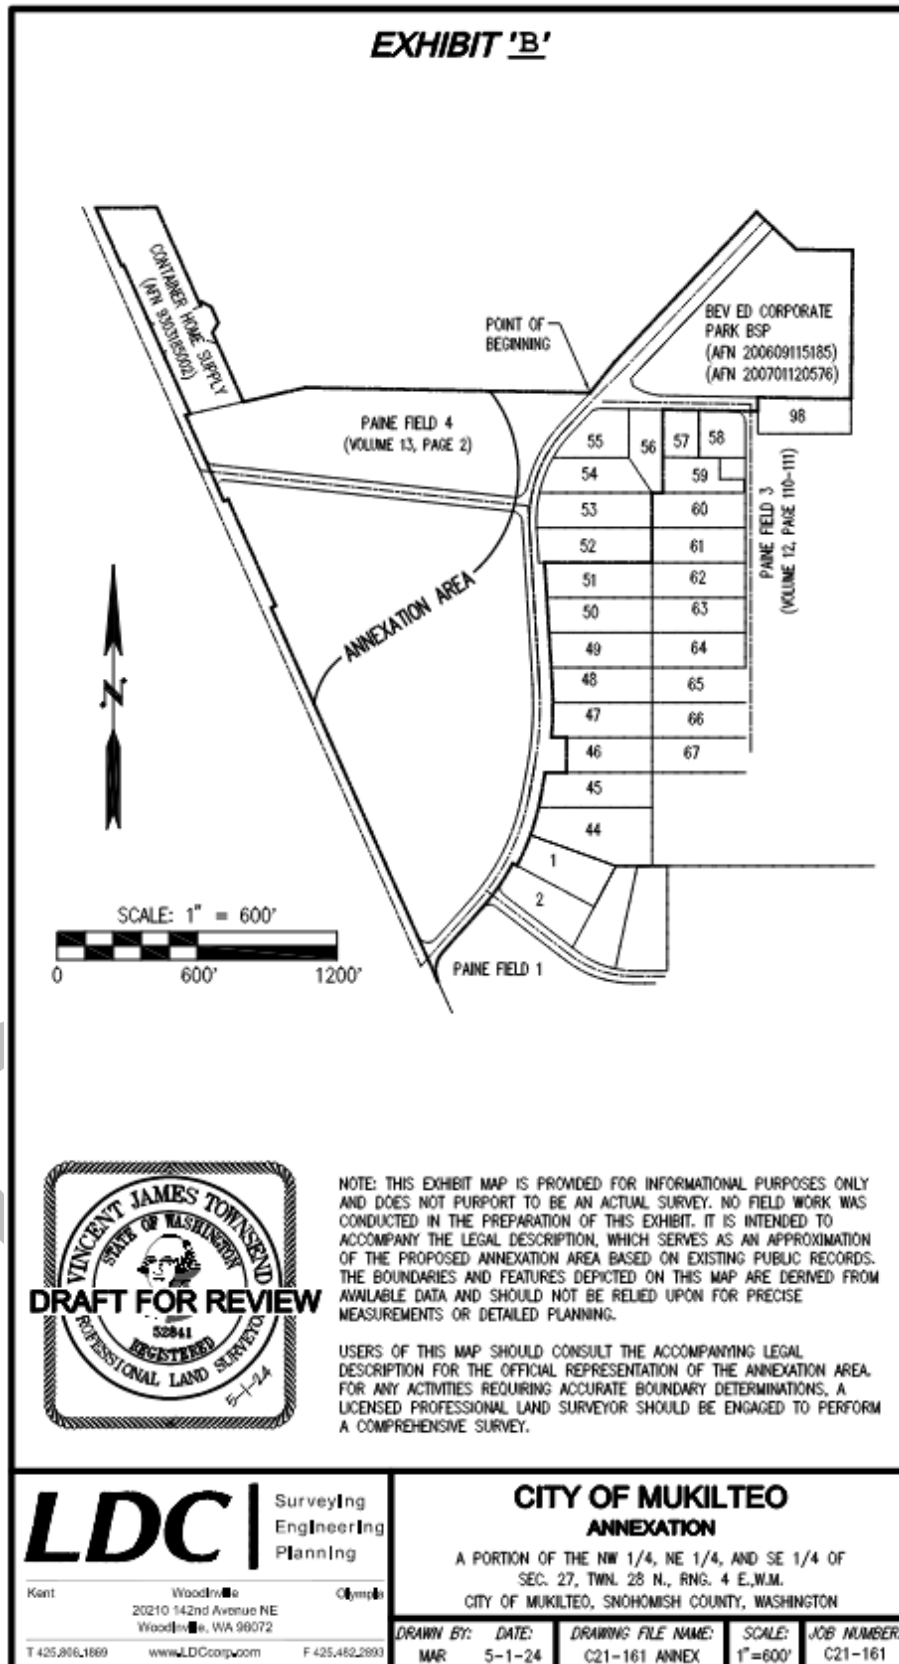 EXHIBIT 'B'
CONTAINER HOME SUPPLY
(AFN 9303185002)
POINT OF
BEGINNING
BEV ED CORPORATE
PARK BSP
(AFN 200609115185)
(AFN 200701120576)
98
PAINE FIELD 4
(VOLUME 13, PAGE 2)
55
56
57
58
54
59
53
60
52
61
51
62
50
63
49
64
48
65
47
66
46
67
45
44
1
2
PAINE FIELD 3
(VOLUME 12, PAGE 110-111)
ANNEXATION AREA
N
SCALE: 1" = 600'
0 600' 1200'
PAINE FIELD 1
VINCENT JAMES TOWNSEND
STATE OF WASHINGTON
DRAFT FOR REVIEW
52841
REGISTERED
PROFESSIONAL LAND SURVEYOR
5-1-24
NOTE: THIS EXHIBIT MAP IS PROVIDED FOR INFORMATIONAL PURPOSES ONLY
AND DOES NOT PURPORT TO BE AN ACTUAL SURVEY. NO FIELD WORK WAS
CONDUCTED IN THE PREPARATION OF THIS EXHIBIT. IT IS INTENDED TO
ACCOMPANY THE LEGAL DESCRIPTION, WHICH SERVES AS AN APPROXIMATION
OF THE PROPOSED ANNEXATION AREA BASED ON EXISTING PUBLIC RECORDS.
THE BOUNDARIES AND FEATURES DEPICTED ON THIS MAP ARE DERIVED FROM
AVAILABLE DATA AND SHOULD NOT BE RELIED UPON FOR PRECISE
MEASUREMENTS OR DETAILED PLANNING.
USERS OF THIS MAP SHOULD CONSULT THE ACCOMPANYING LEGAL
DESCRIPTION FOR THE OFFICIAL REPRESENTATION OF THE ANNEXATION AREA.
FOR ANY ACTIVITIES REQUIRING ACCURATE BOUNDARY DETERMINATIONS, A
LICENSED PROFESSIONAL LAND SURVEYOR SHOULD BE ENGAGED TO PERFORM
A COMPREHENSIVE SURVEY.
LDC
Surveying
Engineering
Planning
Kent Woodinville Olympia
20210 142nd Avenue NE
Woodinville, WA 98072
T 425.806.1869 www.LDCcorp.com F 425.482.2893
CITY OF MUKILTEO
ANNEXATION
A PORTION OF THE NW 1/4, NE 1/4, AND SE 1/4 OF
SEC. 27, TWN. 28 N., RNG. 4 E.,W.M.
CITY OF MUKILTEO, SNOHOMISH COUNTY, WASHINGTON
DRAWN BY: DATE: DRAWING FILE NAME: SCALE: JOB NUMBER:
MAR 5-1-24 C21-161 ANNEX 1"=600' C21-161